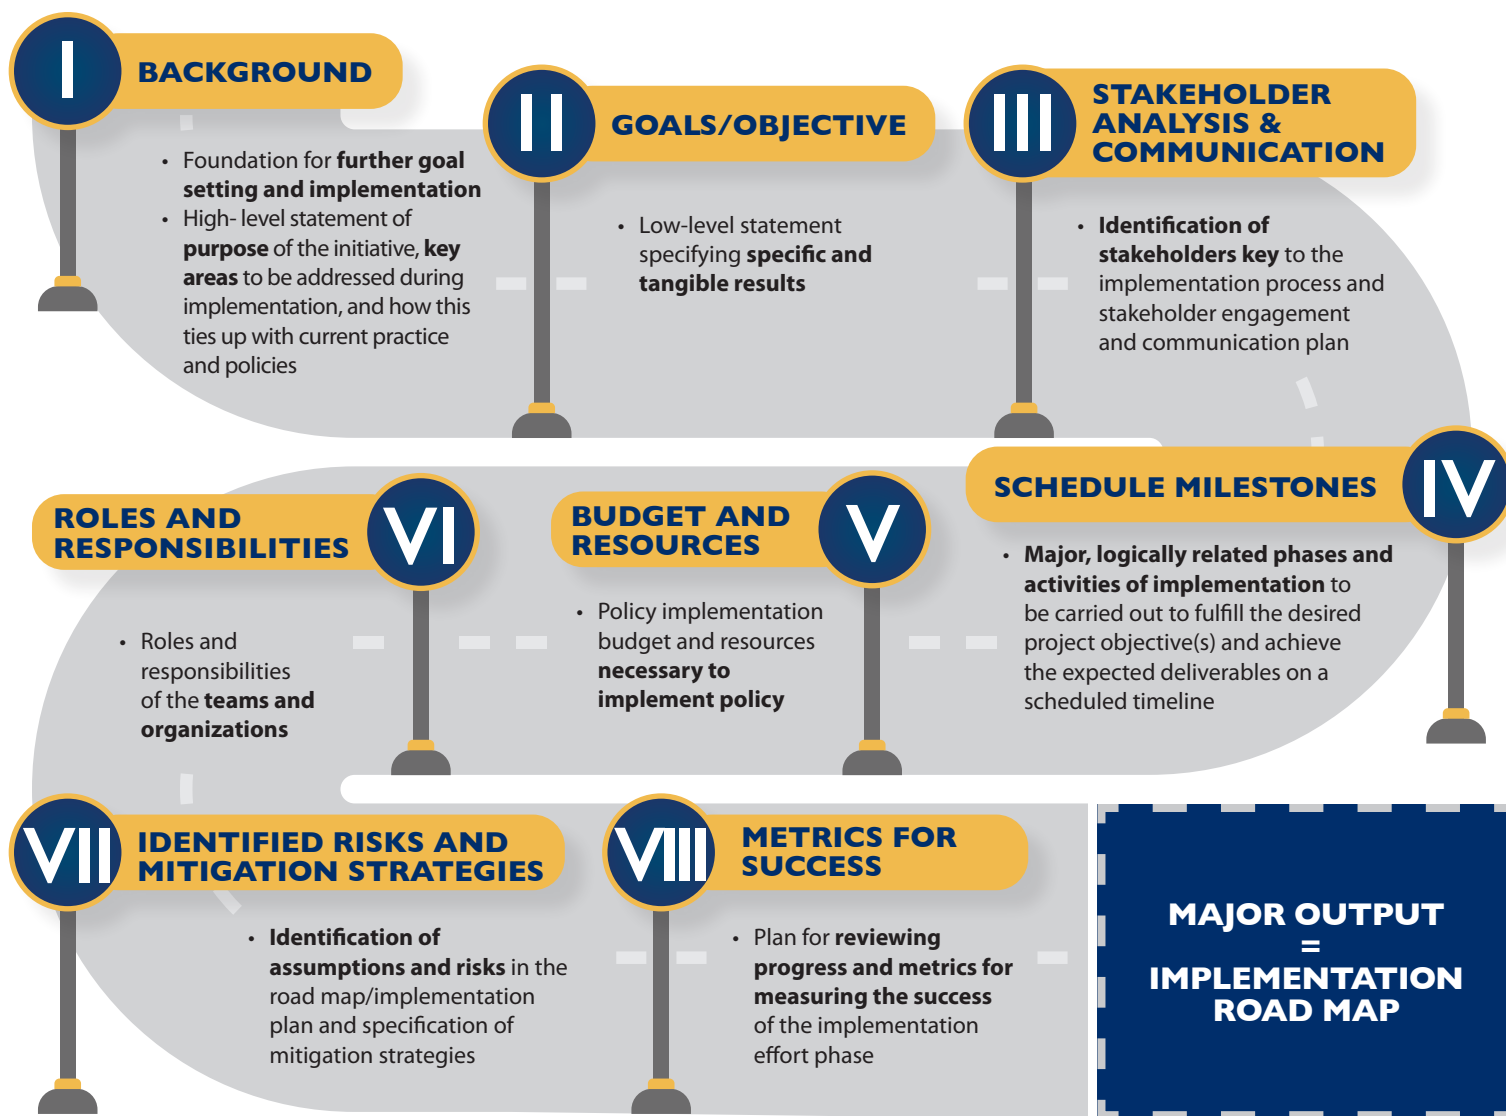 I
BACKGROUND
• Foundation for further goal
setting and implementation
• High- level statement of
purpose of the initiative, key
areas to be addressed during
implementation, and how this
ties up with current practice
and policies
II
GOALS/OBJECTIVE
• Low-level statement
specifying specific and
tangible results
III
STAKEHOLDER
ANALYSIS &
COMMUNICATION
• Identification of
stakeholders key to the
implementation process and
stakeholder engagement
and communication plan
SCHEDULE MILESTONES
IV
• Major, logically related phases and
activities of implementation to
be carried out to fulfill the desired
project objective(s) and achieve
the expected deliverables on a
scheduled timeline
BUDGET AND
RESOURCES
V
• Policy implementation
budget and resources
necessary to
implement policy
ROLES AND
RESPONSIBILITIES
VI
• Roles and
responsibilities
of the teams and
organizations
VII
IDENTIFIED RISKS AND
MITIGATION STRATEGIES
• Identification of
assumptions and risks in the
road map/implementation
plan and specification of
mitigation strategies
VIII
METRICS FOR
SUCCESS
• Plan for reviewing
progress and metrics for
measuring the success
of the implementation
effort phase
MAJOR OUTPUT
=
IMPLEMENTATION
ROAD MAP